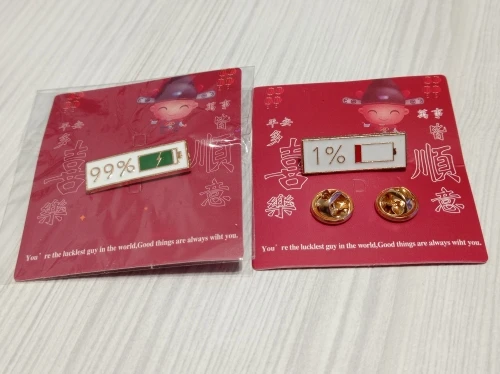 平安
多
喜
樂
萬事
皆
順
意
99%
You' re the lucklest guy in the world,Good things are always wiht you.
平安
多
喜
樂
萬事
皆
順
意
1%
You' re the lucklest guy in the world,Good things are always wiht you.